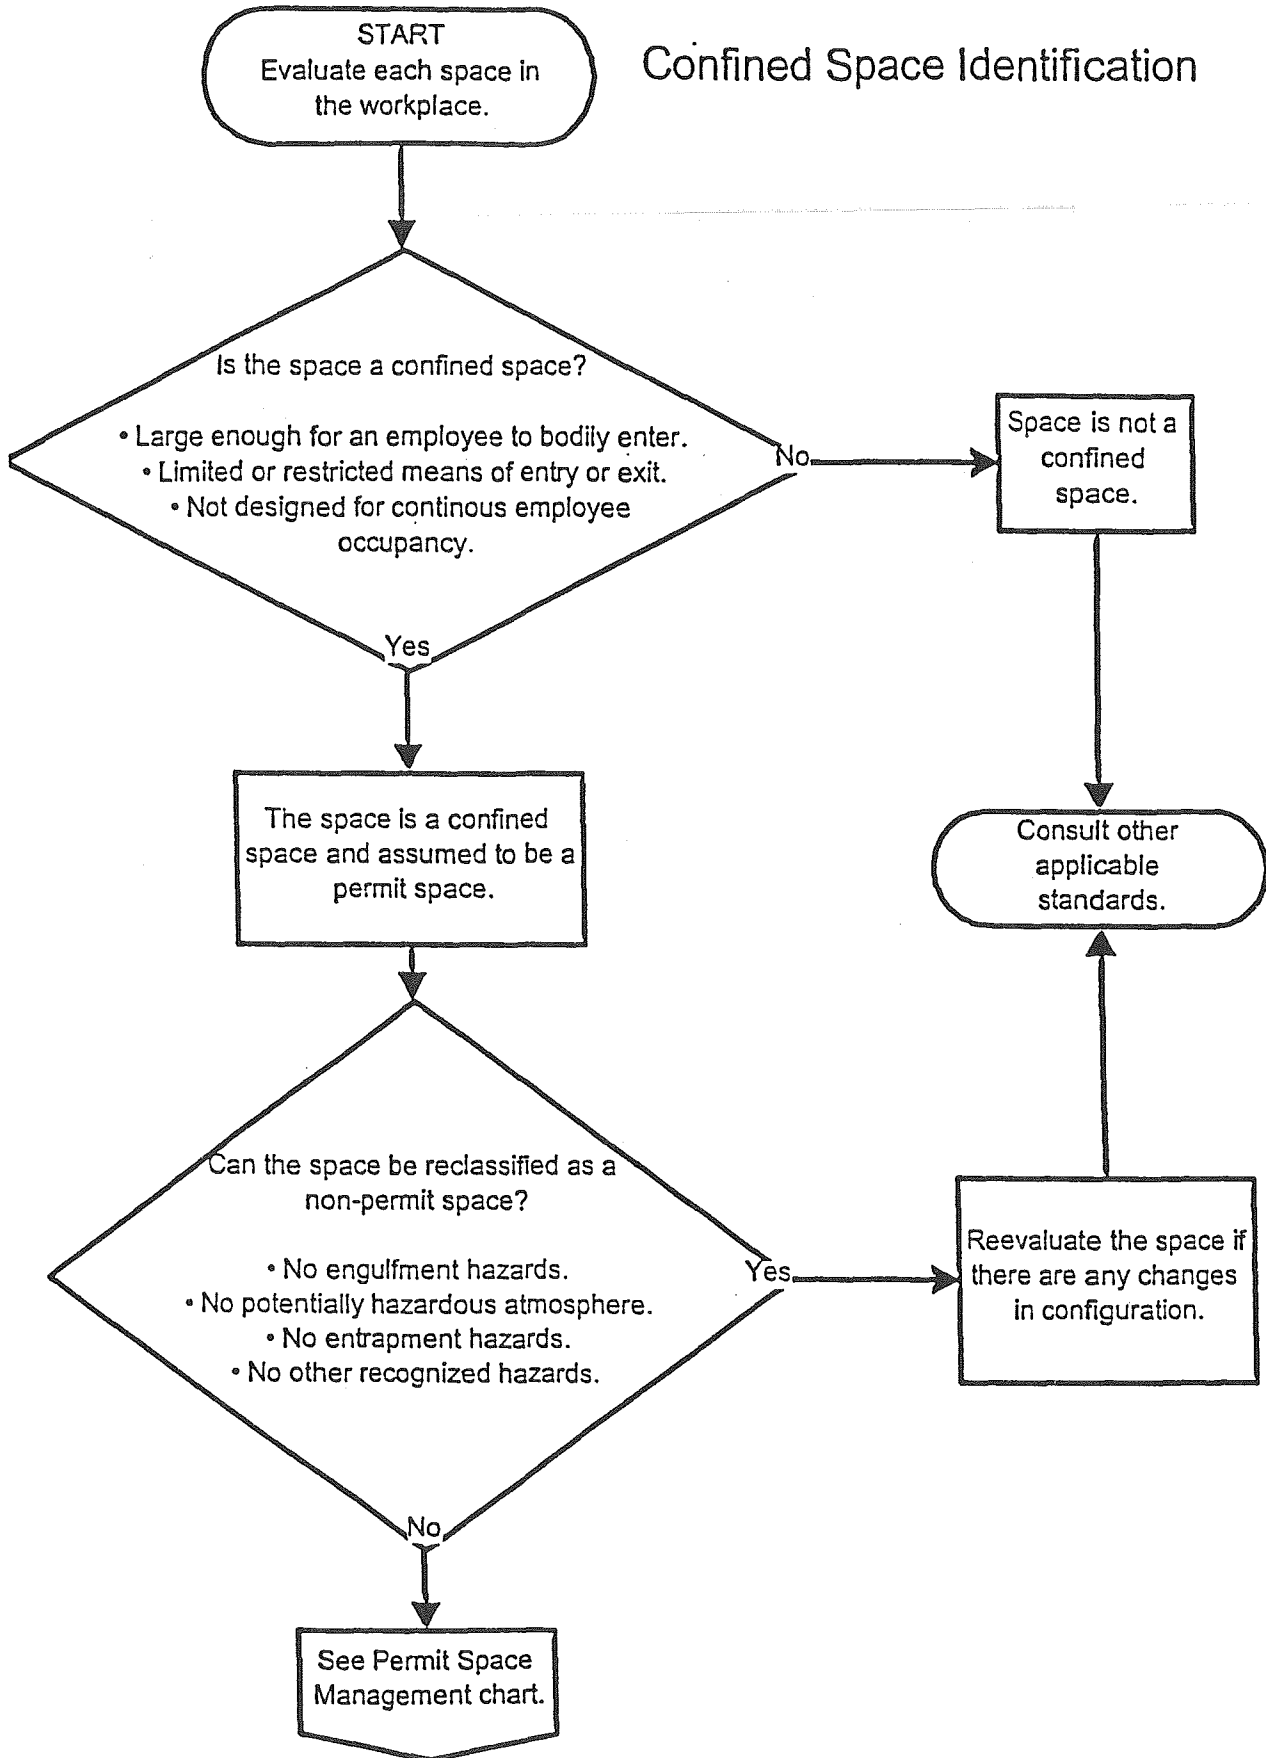 START
Evaluate each space in
the workplace.
Confined Space Identification
Is the space a confined space?
• Large enough for an employee to bodily enter.
• Limited or restricted means of entry or exit.
• Not designed for continous employee
occupancy.
No
Space is not a
confined
space.
Yes
The space is a confined
space and assumed to be a
permit space.
Consult other
applicable
standards.
Can the space be reclassified as a
non-permit space?
• No engulfment hazards.
• No potentially hazardous atmosphere.
• No entrapment hazards.
• No other recognized hazards.
Yes
Reevaluate the space if
there are any changes
in configuration.
No
See Permit Space
Management chart.